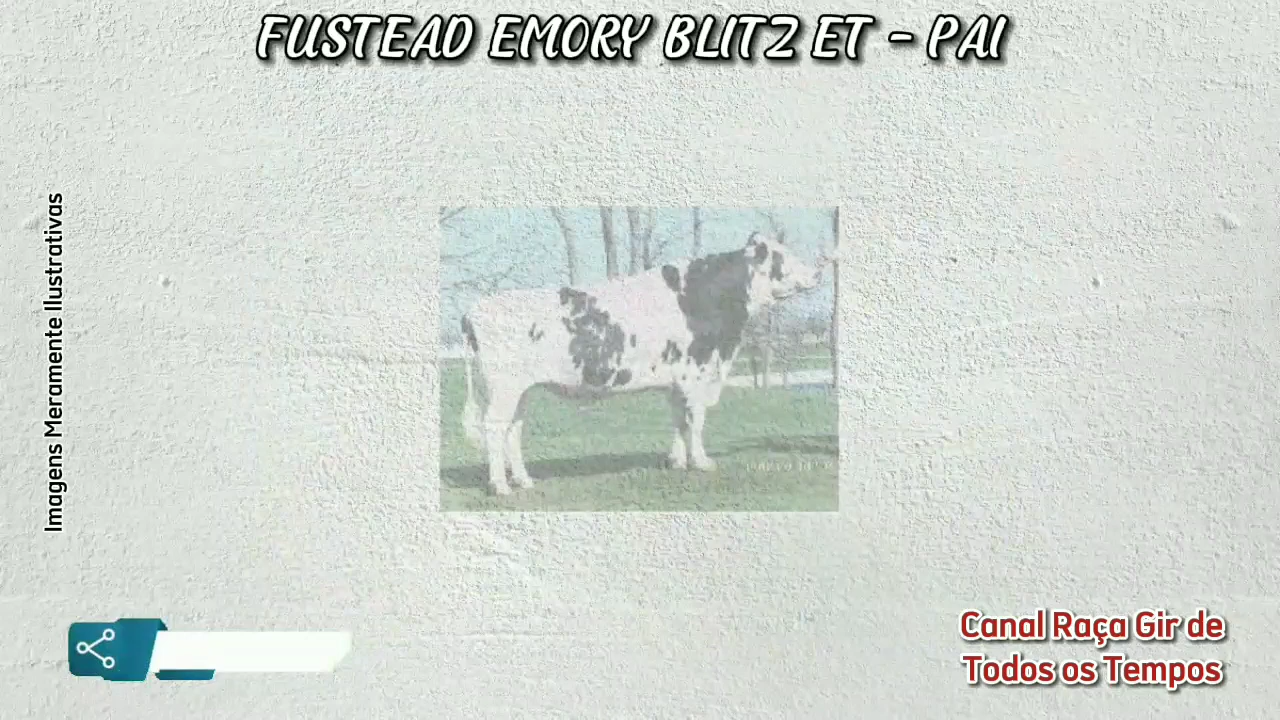 FUSTEAD EMORY BLITZ ET - PAI
Imagens Meramente Ilustrativas
Canal Raça Gir de
Todos os Tempos